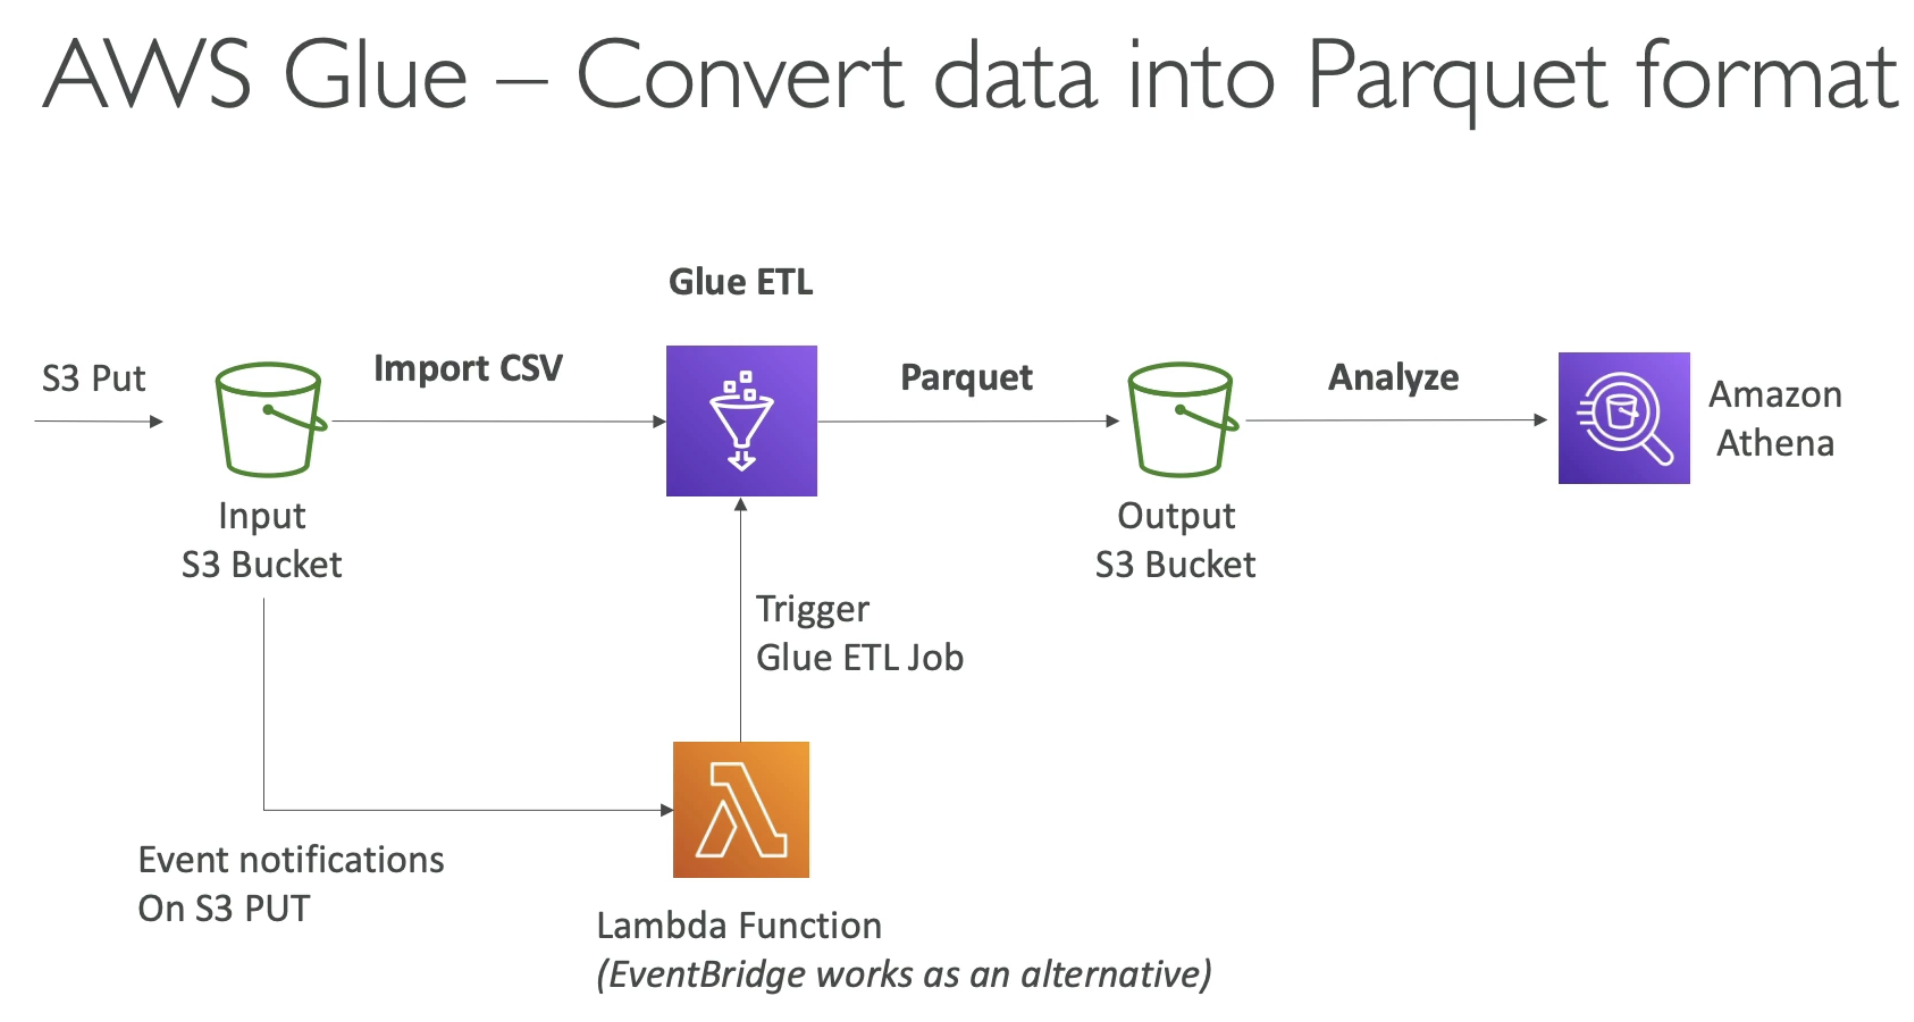 AWS Glue – Convert data into Parquet format
Glue ETL
S3 Put
Import CSV
Parquet
Analyze
Amazon
Athena
Input
S3 Bucket
Output
S3 Bucket
Trigger
Glue ETL Job
Event notifications
On S3 PUT
Lambda Function
(EventBridge works as an alternative)